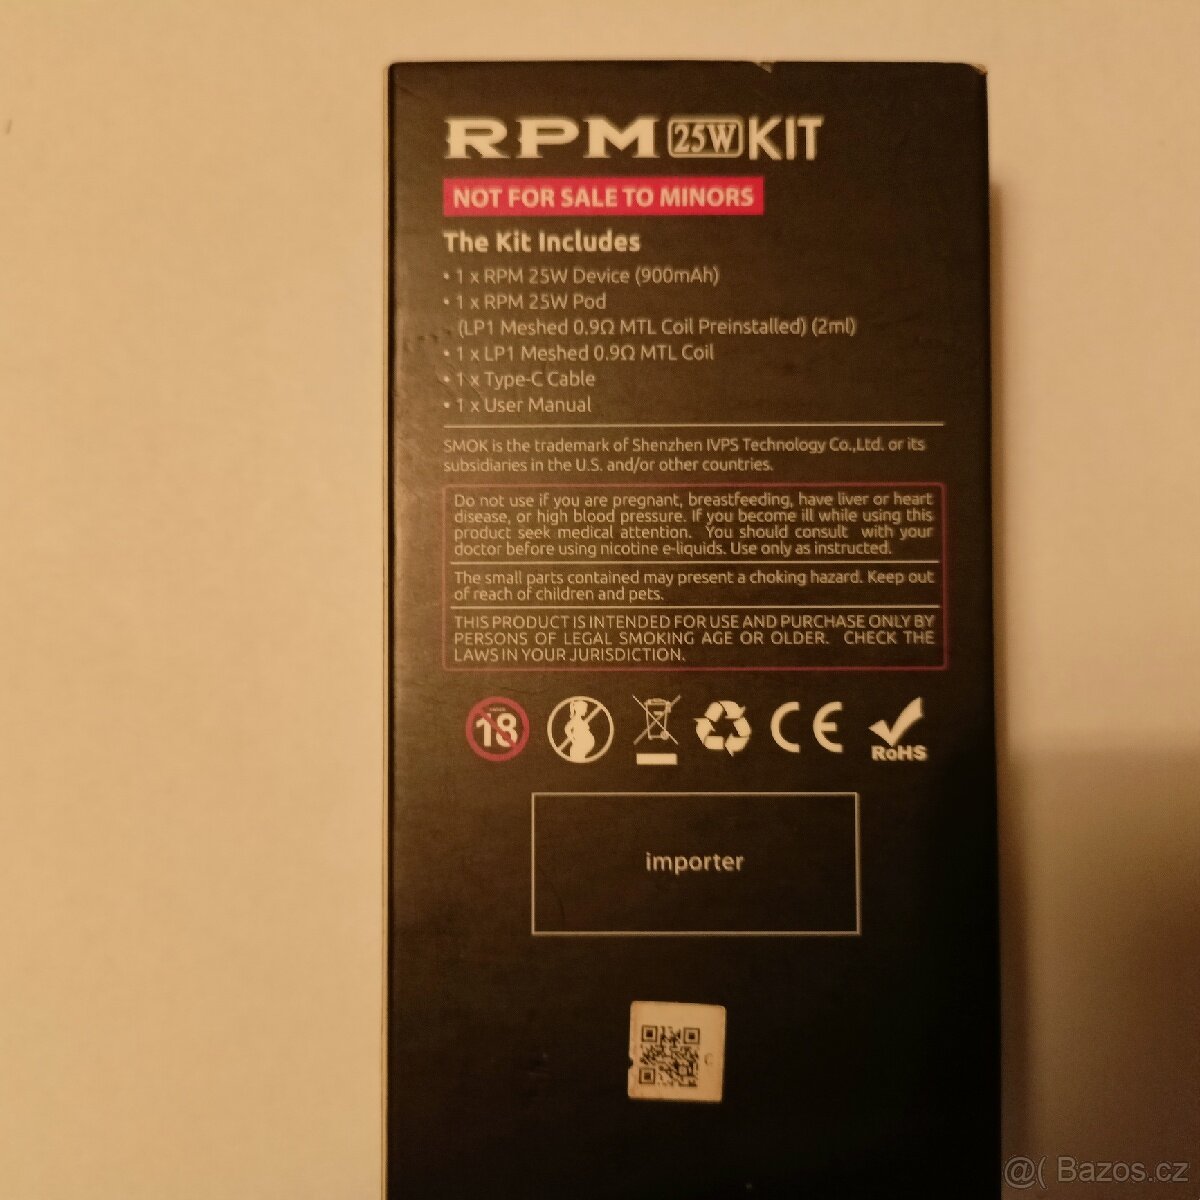 RPM 25W KIT
NOT FOR SALE TO MINORS
The Kit Includes
• 1 x RPM 25W Device (900mAh)
• 1 x RPM 25W Pod
(LP1 Meshed 0.9Ω MTL Coil Preinstalled) (2ml)
• 1 x LP1 Meshed 0.9Ω MTL Coil
• 1 x Type-C Cable
• 1 x User Manual
SMOK is the trademark of Shenzhen IVPS Technology Co.,Ltd. or its
subsidiaries in the U.S. and/or other countries.
Do not use if you are pregnant, breastfeeding, have liver or heart
disease, or high blood pressure. If you become ill while using this
product seek medical attention. You should consult with your
doctor before using nicotine e-liquids. Use only as instructed.
The small parts contained may present a choking hazard. Keep out
of reach of children and pets.
THIS PRODUCT IS INTENDED FOR USE AND PURCHASE ONLY BY
PERSONS OF LEGAL SMOKING AGE OR OLDER. CHECK THE
LAWS IN YOUR JURISDICTION.
18 CE RoHS
importer
@( Bazos.cz